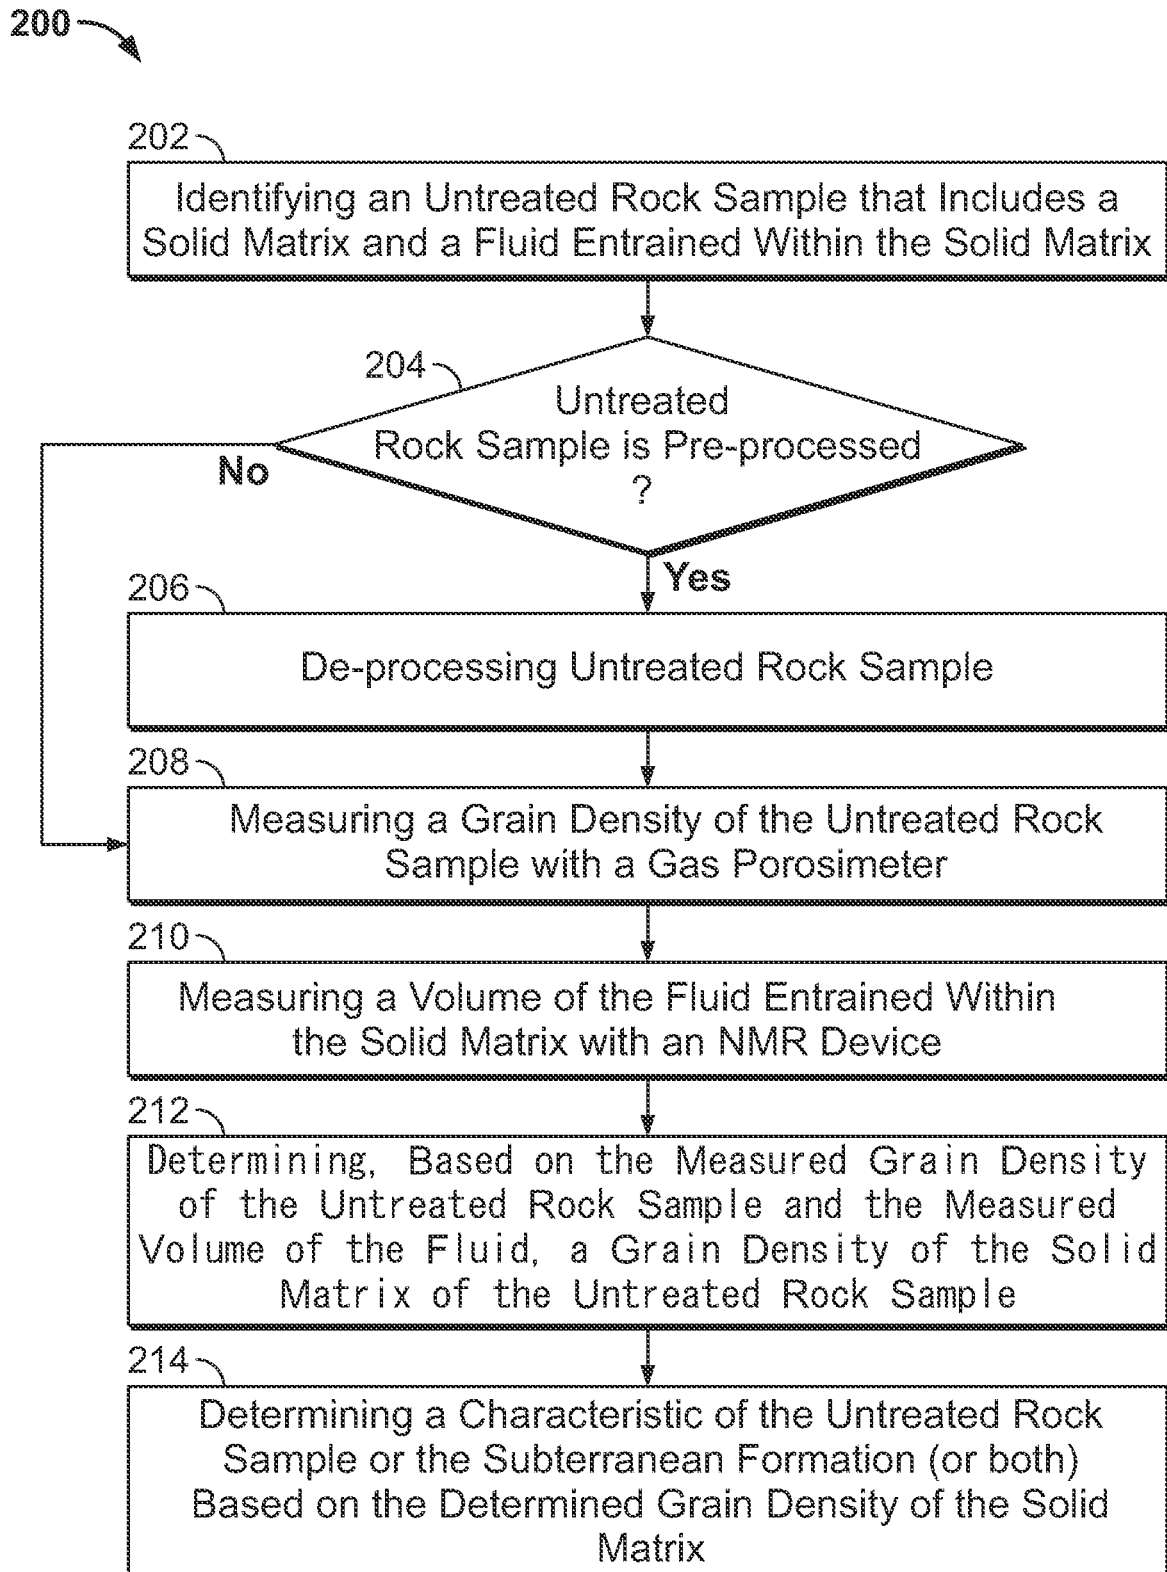 200
202
Identifying an Untreated Rock Sample that Includes a
Solid Matrix and a Fluid Entrained Within the Solid Matrix
204
Untreated
Rock Sample is Pre-processed
?
No
Yes
206
De-processing Untreated Rock Sample
208
Measuring a Grain Density of the Untreated Rock
Sample with a Gas Porosimeter
210
Measuring a Volume of the Fluid Entrained Within
the Solid Matrix with an NMR Device
212
Determining, Based on the Measured Grain Density
of the Untreated Rock Sample and the Measured
Volume of the Fluid, a Grain Density of the Solid
Matrix of the Untreated Rock Sample
214
Determining a Characteristic of the Untreated Rock
Sample or the Subterranean Formation (or both)
Based on the Determined Grain Density of the Solid
Matrix